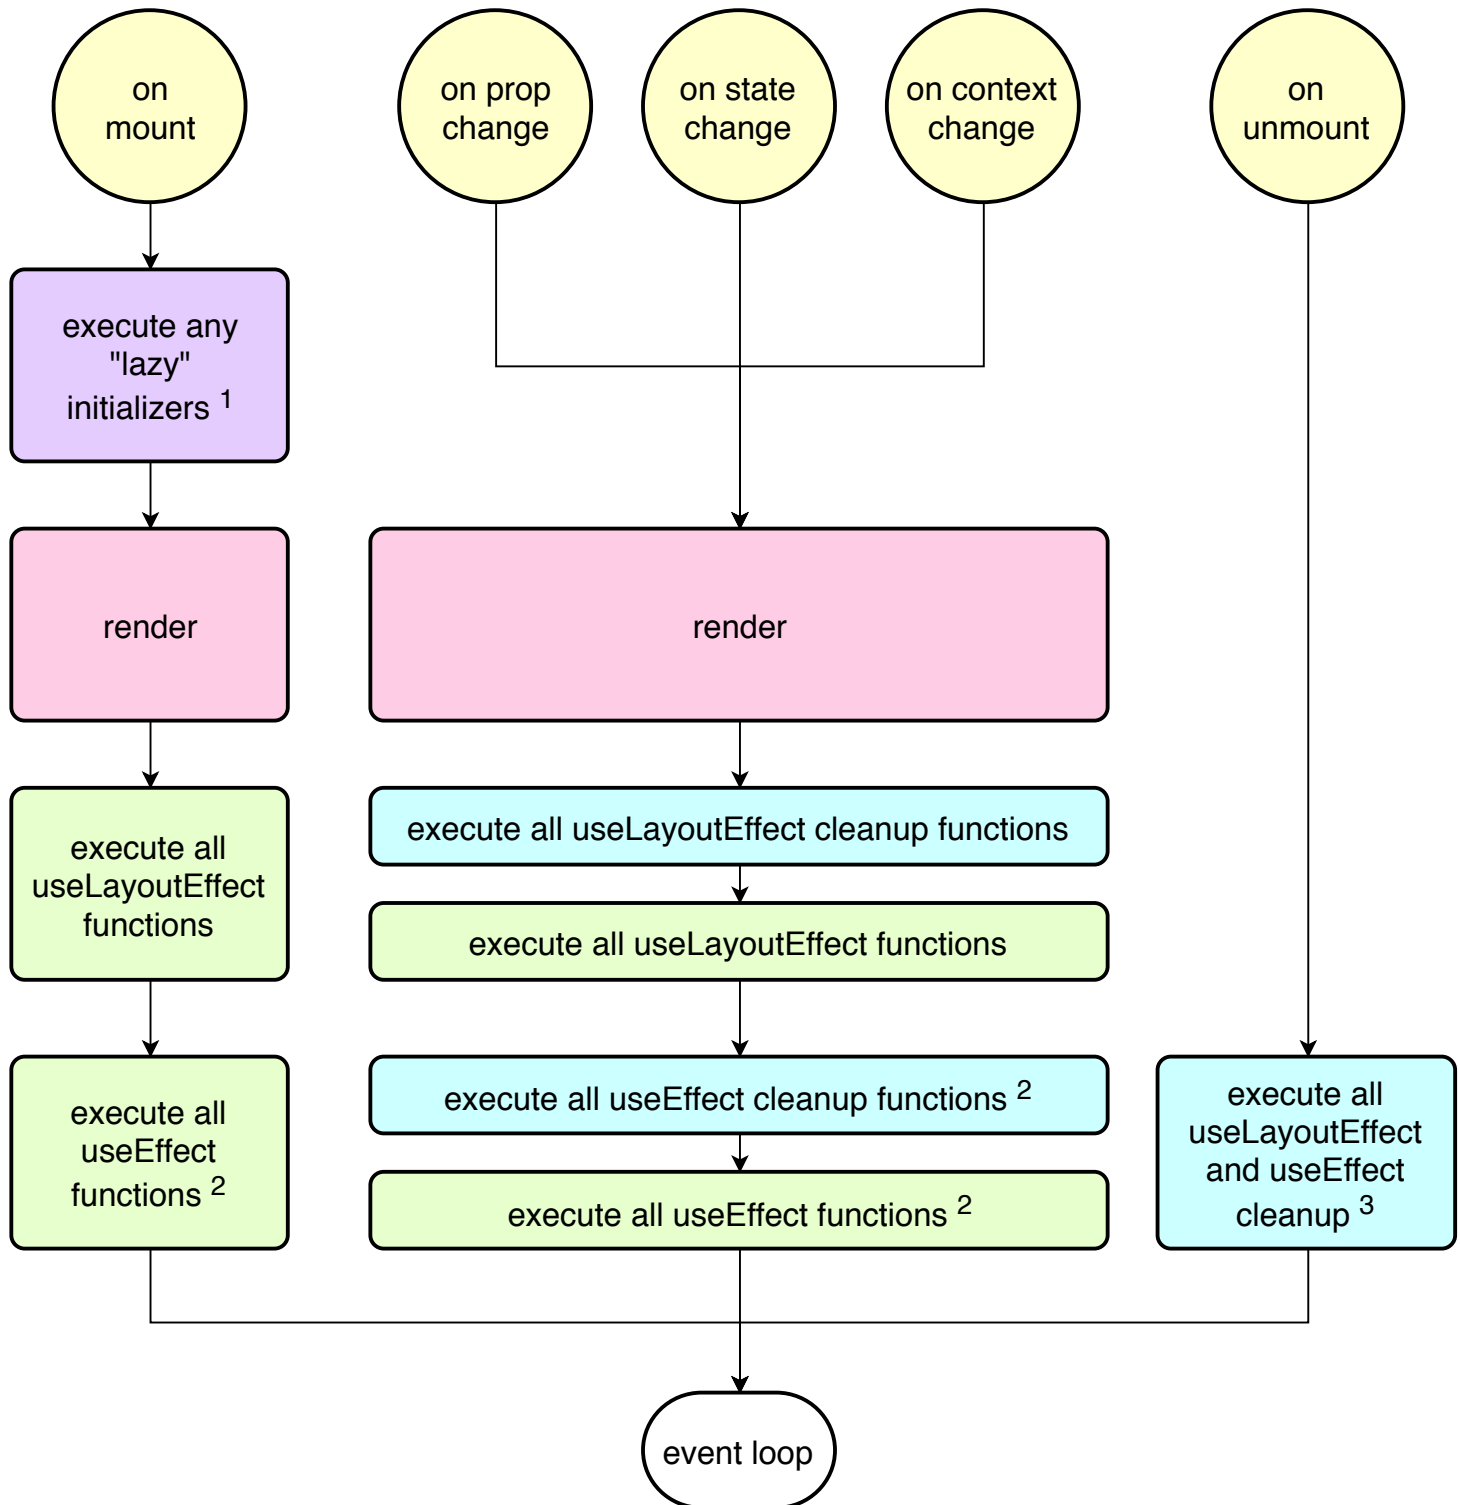 on
mount
on prop
change
on state
change
on context
change
on
unmount
execute any
"lazy"
initializers 1
render
render
execute all
useLayoutEffect
functions
execute all useLayoutEffect cleanup functions
execute all useLayoutEffect functions
execute all
useEffect
functions 2
execute all useEffect cleanup functions 2
execute all useEffect functions 2
execute all
useLayoutEffect
and useEffect
cleanup 3
event loop